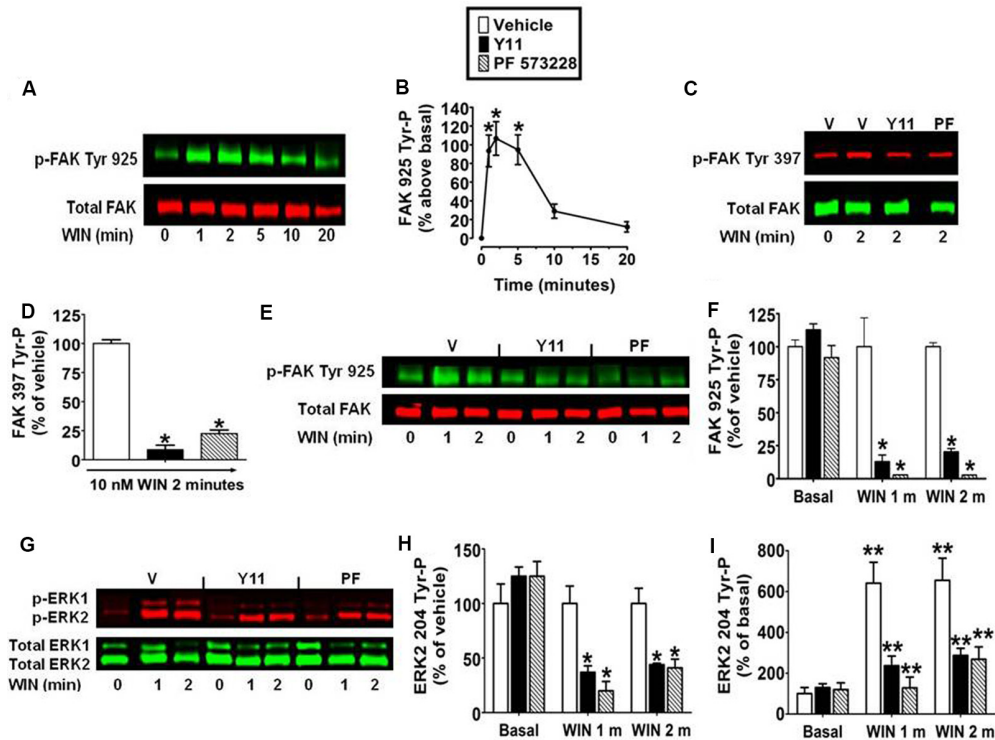 Vehicle
Y11
PF 573228
A
p-FAK Tyr 925
Total FAK
WIN (min) 0 1 2 5 10 20
B
FAK 925 Tyr-P
(% above basal)
140
120
100
80
60
40
20
0
* * *
0 5 10 15 20
Time (minutes)
C
V V Y11 PF
p-FAK Tyr 397
Total FAK
WIN (min) 0 2 2 2
D
FAK 397 Tyr-P
(% of vehicle)
125
100
75
50
25
0
* *
10 nM WIN 2 minutes
E
V Y11 PF
p-FAK Tyr 925
Total FAK
WIN (min) 0 1 2 0 1 2 0 1 2
F
FAK 925 Tyr-P
(%of vehicle)
125
100
75
50
25
0
* * * *
Basal WIN 1 m WIN 2 m
G
V Y11 PF
p-ERK1
p-ERK2
Total ERK1
Total ERK2
WIN (min) 0 1 2 0 1 2 0 1 2
H
ERK2 204 Tyr-P
(% of vehicle)
150
100
50
0
* * * *
Basal WIN 1 m WIN 2 m
I
ERK2 204 Tyr-P
(% of basal)
800
600
400
200
0
** ** ** ** ** **
Basal WIN 1 m WIN 2 m